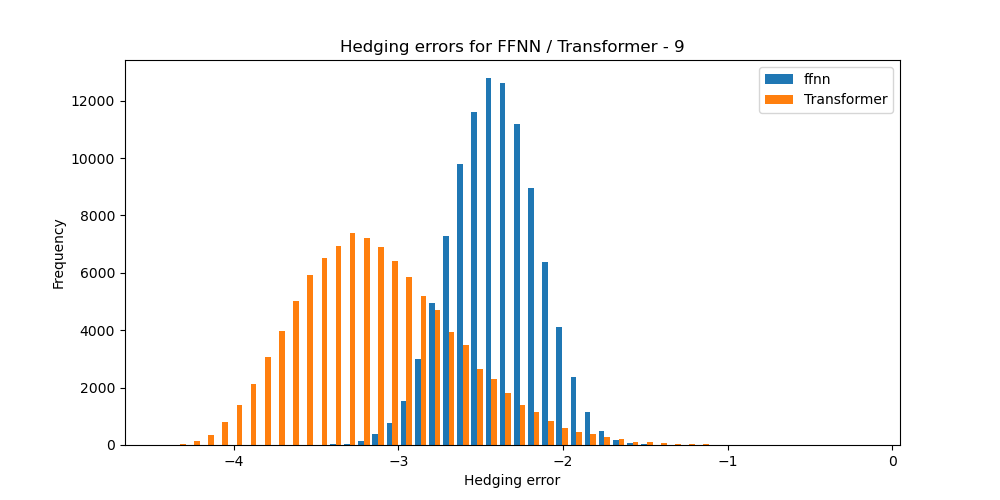 Hedging errors for FFNN / Transformer - 9
ffnn
Transformer
12000
10000
8000
6000
4000
2000
0
Frequency
−4
−3
−2
−1
0
Hedging error